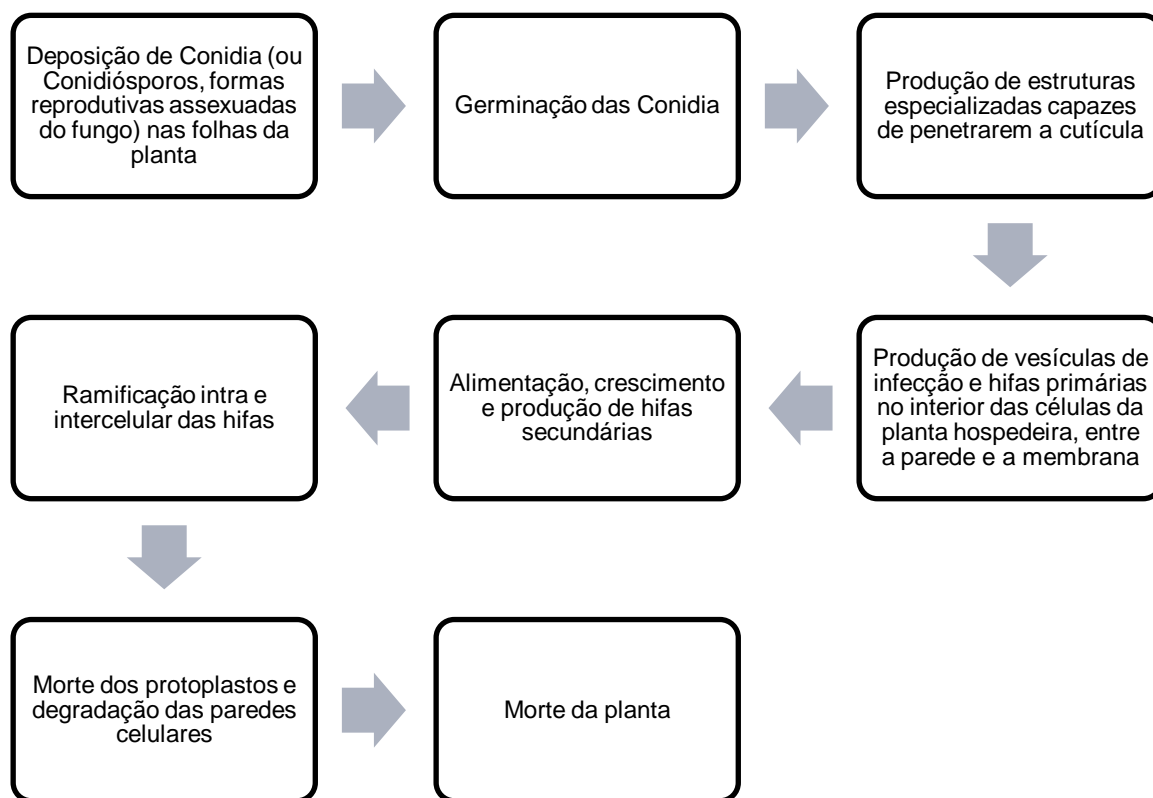 Deposição de Conidia (ou
Conidiósporos, formas
reprodutivas assexuadas
do fungo) nas folhas da
planta
Germinação das Conidia
Produção de estruturas
especializadas capazes
de penetrarem a cutícula
Produção de vesículas de
infecção e hifas primárias
no interior das células da
planta hospedeira, entre
a parede e a membrana
Alimentação, crescimento
e produção de hifas
secundárias
Ramificação intra e
intercelular das hifas
Morte dos protoplastos e
degradação das paredes
celulares
Morte da planta